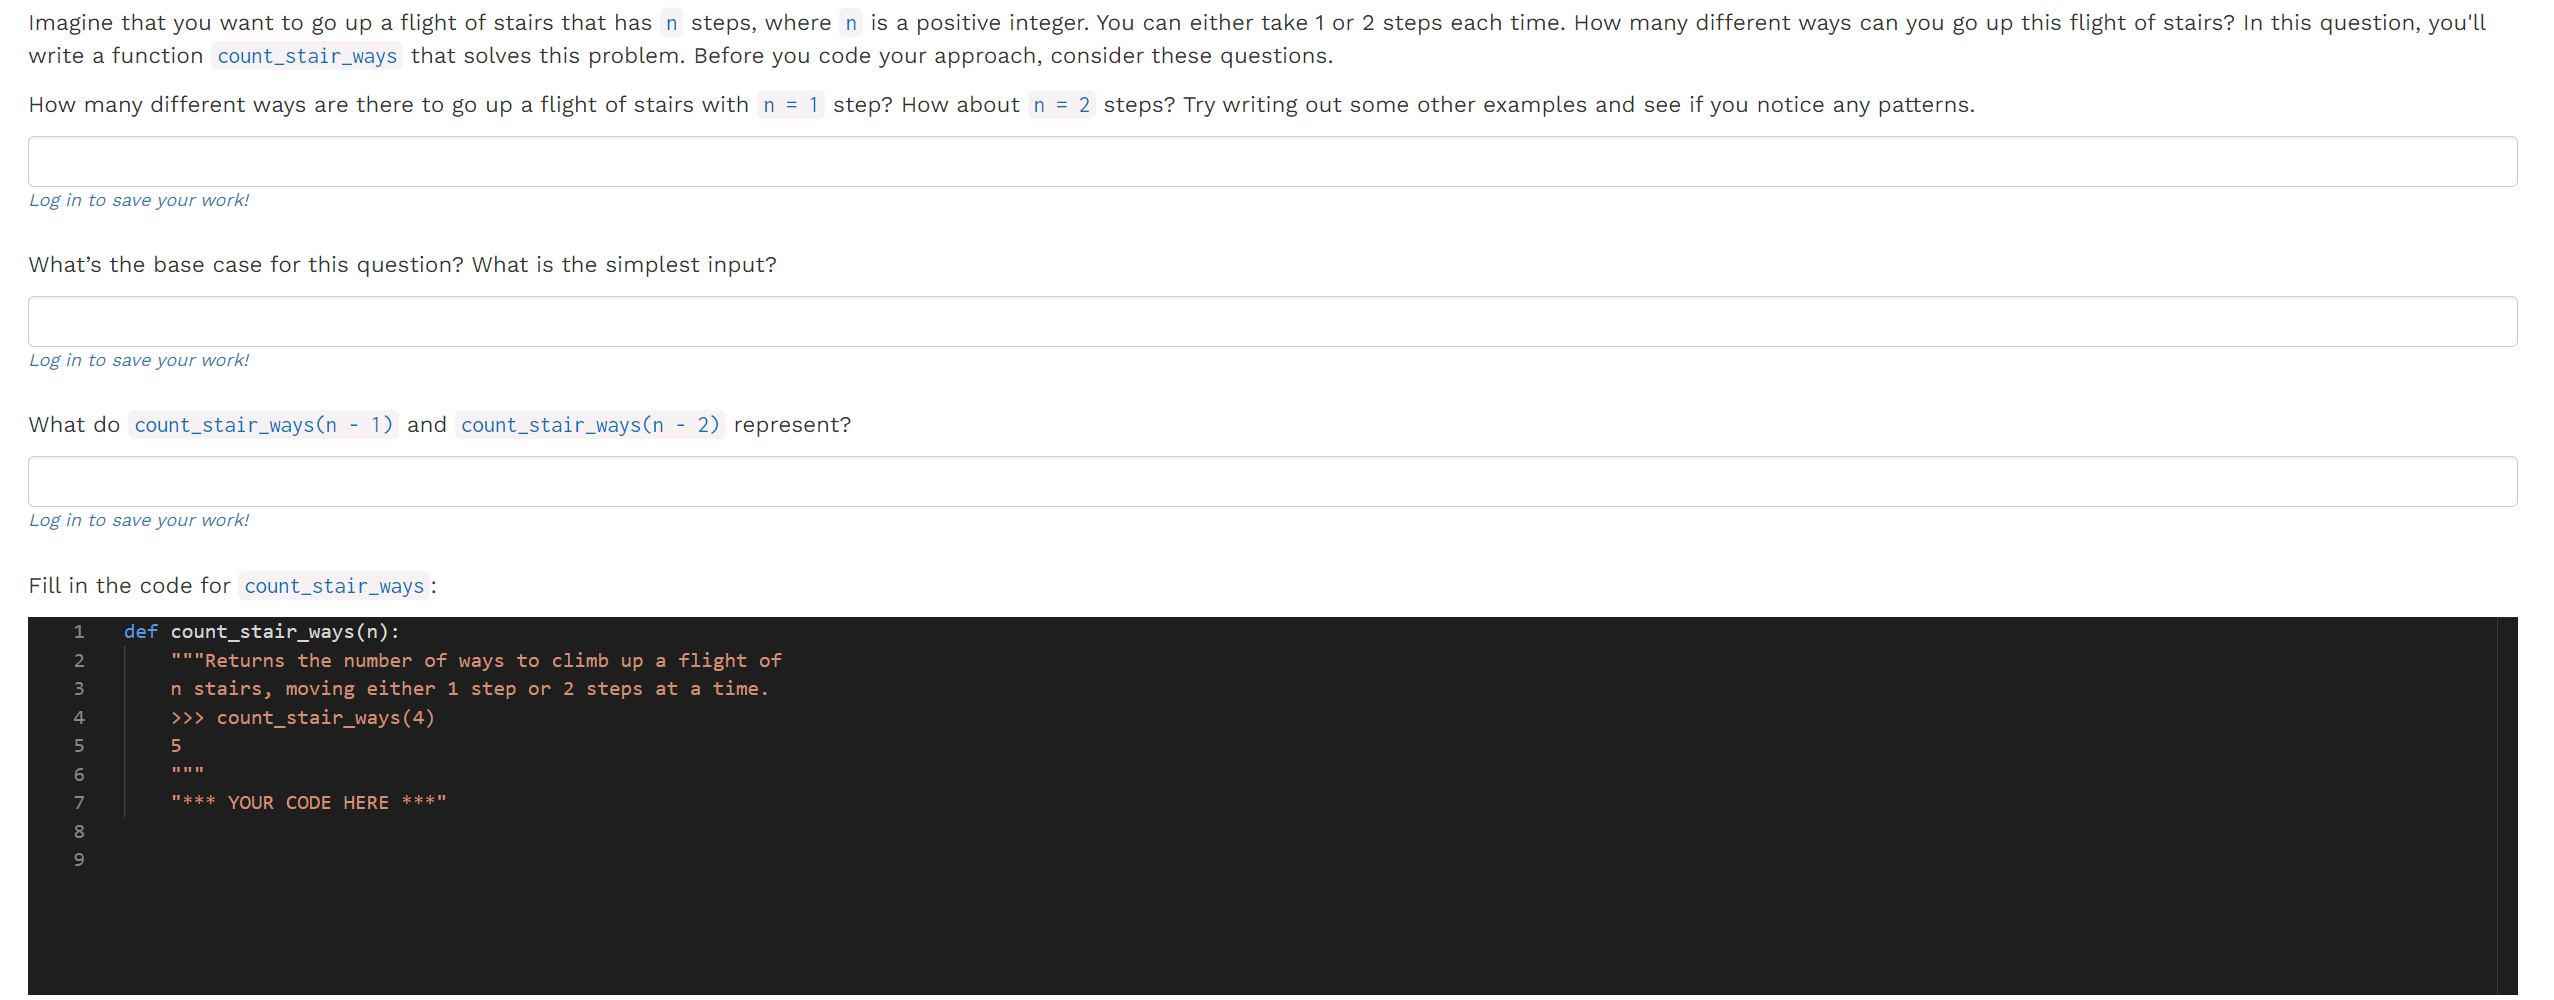 Imagine that you want to go up a flight of stairs that has n steps, where n is a positive integer. You can either take 1 or 2 steps each time. How many different ways can you go up this flight of stairs? In this question, you'll
write a function count_stair_ways that solves this problem. Before you code your approach, consider these questions.
How many different ways are there to go up a flight of stairs with n = 1 step? How about n = 2 steps? Try writing out some other examples and see if you notice any patterns.
Log in to save your work!
What’s the base case for this question? What is the simplest input?
Log in to save your work!
What do count_stair_ways(n - 1) and count_stair_ways(n - 2) represent?
Log in to save your work!
Fill in the code for count_stair_ways:
1 def count_stair_ways(n):
2 """Returns the number of ways to climb up a flight of
3 n stairs, moving either 1 step or 2 steps at a time.
4 >>> count_stair_ways(4)
5 5
6 """
7 "*** YOUR CODE HERE ***"
8
9